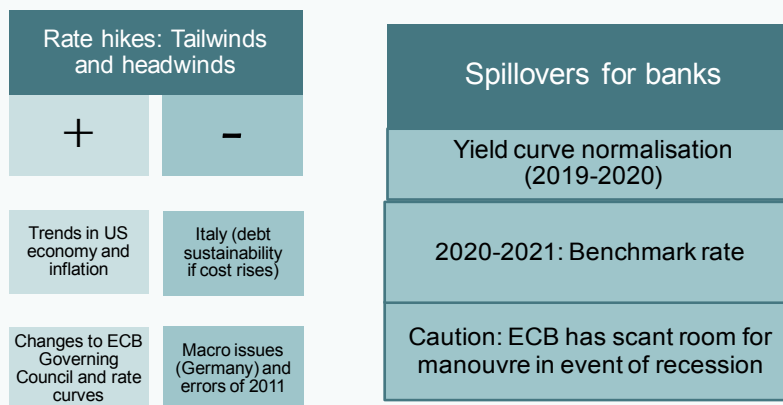 Rate hikes: Tailwinds
and headwinds
+
-
Trends in US
economy and
inflation
Italy (debt
sustainability
if cost rises)
Changes to ECB
Governing
Council and rate
curves
Macro issues
(Germany) and
errors of 2011
Spillovers for banks
Yield curve normalisation
(2019-2020)
2020-2021: Benchmark rate
Caution: ECB has scant room for
manouvre in event of recession